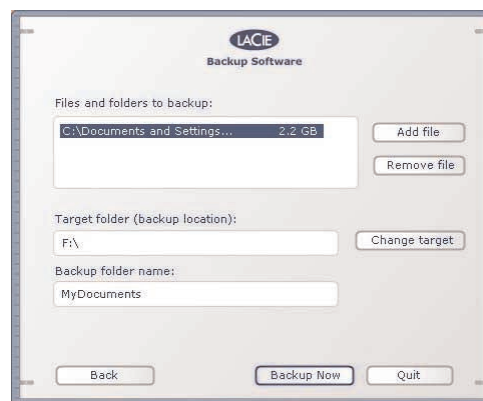 LACIE
Backup Software
Files and folders to backup:
C:\Documents and Settings... 2.2 GB
Add file
Remove file
Target folder (backup location):
F:\
Change target
Backup folder name:
MyDocuments
Back
Backup Now
Quit